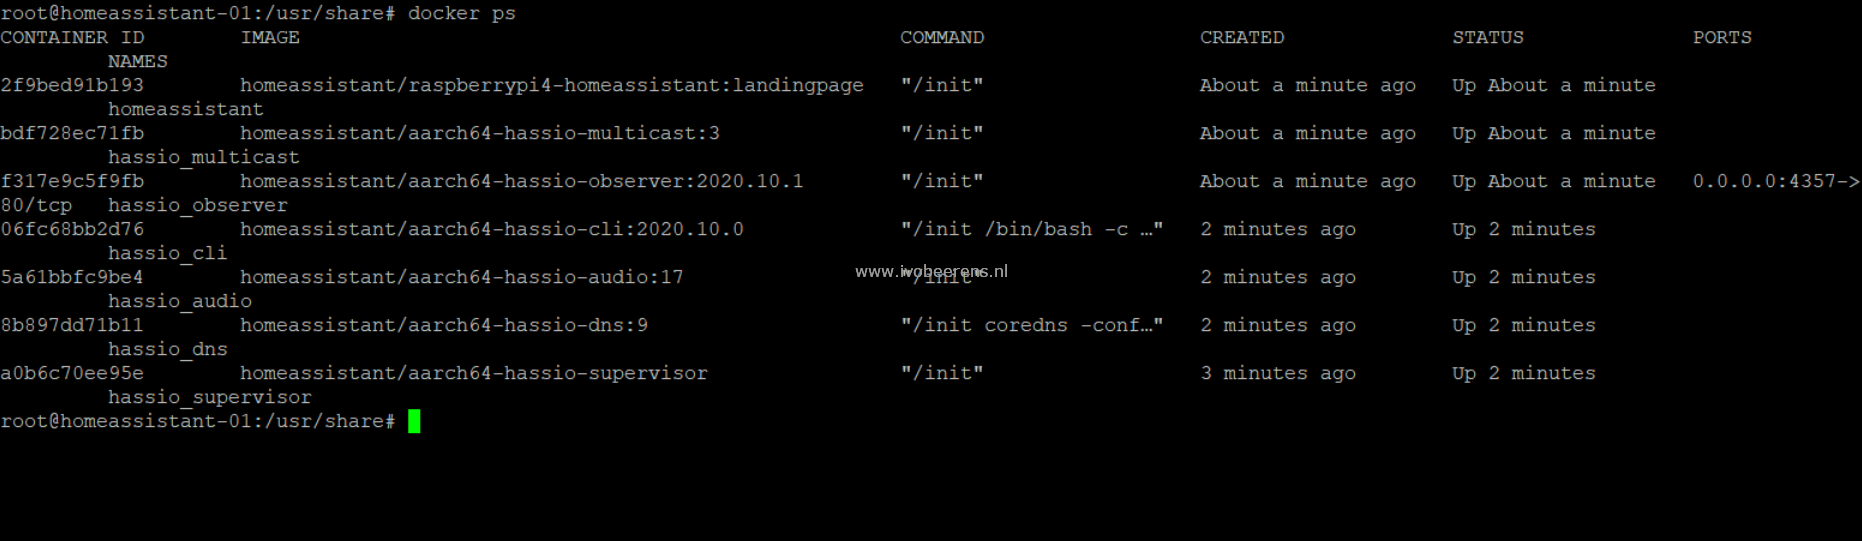 root@homeassistant-01:/usr/share# docker ps
CONTAINER ID        IMAGE                                                  COMMAND                  CREATED              STATUS              PORTS
         NAMES
2f9bed91b193        homeassistant/raspberrypi4-homeassistant:landingpage   "/init"                  About a minute ago   Up About a minute
         homeassistant
bdf728ec71fb        homeassistant/aarch64-hassio-multicast:3               "/init"                  About a minute ago   Up About a minute
         hassio_multicast
f317e9c5f9fb        homeassistant/aarch64-hassio-observer:2020.10.1        "/init"                  About a minute ago   Up About a minute   0.0.0.0:4357->
80/tcp   hassio_observer
06fc68bb2d76        homeassistant/aarch64-hassio-cli:2020.10.0             "/init /bin/bash -c …"   2 minutes ago        Up 2 minutes
         hassio_cli
5a61bbfc9be4        homeassistant/aarch64-hassio-audio:17                  "/init"                  2 minutes ago        Up 2 minutes
www.ivobeerens.nl
         hassio_audio
8b897dd71b11        homeassistant/aarch64-hassio-dns:9                     "/init coredns -conf…"   2 minutes ago        Up 2 minutes
         hassio_dns
a0b6c70ee95e        homeassistant/aarch64-hassio-supervisor                "/init"                  3 minutes ago        Up 2 minutes
         hassio_supervisor
root@homeassistant-01:/usr/share#